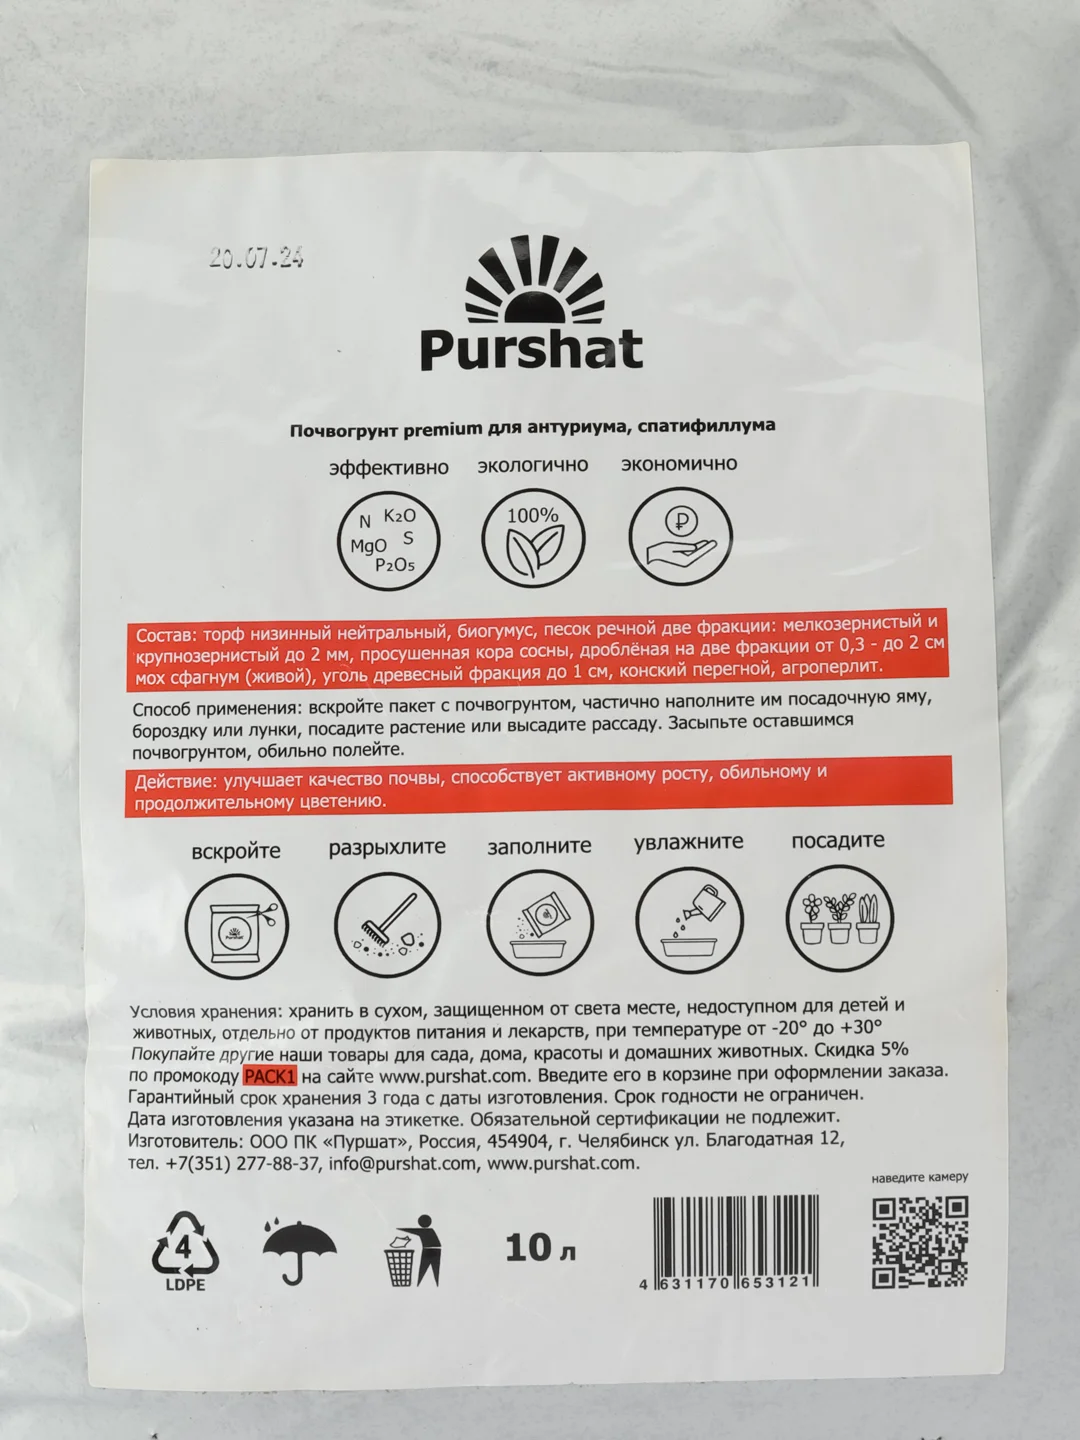 20.07.24
Purshat
Почвогрунт premium для антуриума, спатифиллума
эффективно экологично экономично
N K2O
MgO S
P2O5
100%
₽
Состав: торф низинный нейтральный, биогумус, песок речной две фракции: мелкозернистый и
крупнозернистый до 2 мм, просушенная кора сосны, дроблёная на две фракции от 0,3 - до 2 см
мох сфагнум (живой), уголь древесный фракция до 1 см, конский перегной, агроперлит.
Способ применения: вскройте пакет с почвогрунтом, частично наполните им посадочную яму,
бороздку или лунки, посадите растение или высадите рассаду. Засыпьте оставшимся
почвогрунтом, обильно полейте.
Действие: улучшает качество почвы, способствует активному росту, обильному и
продолжительному цветению.
вскройте разрыхлите заполните увлажните посадите
Purshat
Условия хранения: хранить в сухом, защищенном от света месте, недоступном для детей и
животных, отдельно от продуктов питания и лекарств, при температуре от -20° до +30°
Покупайте другие наши товары для сада, дома, красоты и домашних животных. Скидка 5%
по промокоду PACK1 на сайте www.purshat.com. Введите его в корзине при оформлении заказа.
Гарантийный срок хранения 3 года с даты изготовления. Срок годности не ограничен.
Дата изготовления указана на этикетке. Обязательной сертификации не подлежит.
Изготовитель: ООО ПК «Пуршат», Россия, 454904, г. Челябинск ул. Благодатная 12,
тел. +7(351) 277-88-37, info@purshat.com, www.purshat.com.
наведите камеру
4
LDPE
10 л
4 631170 653121